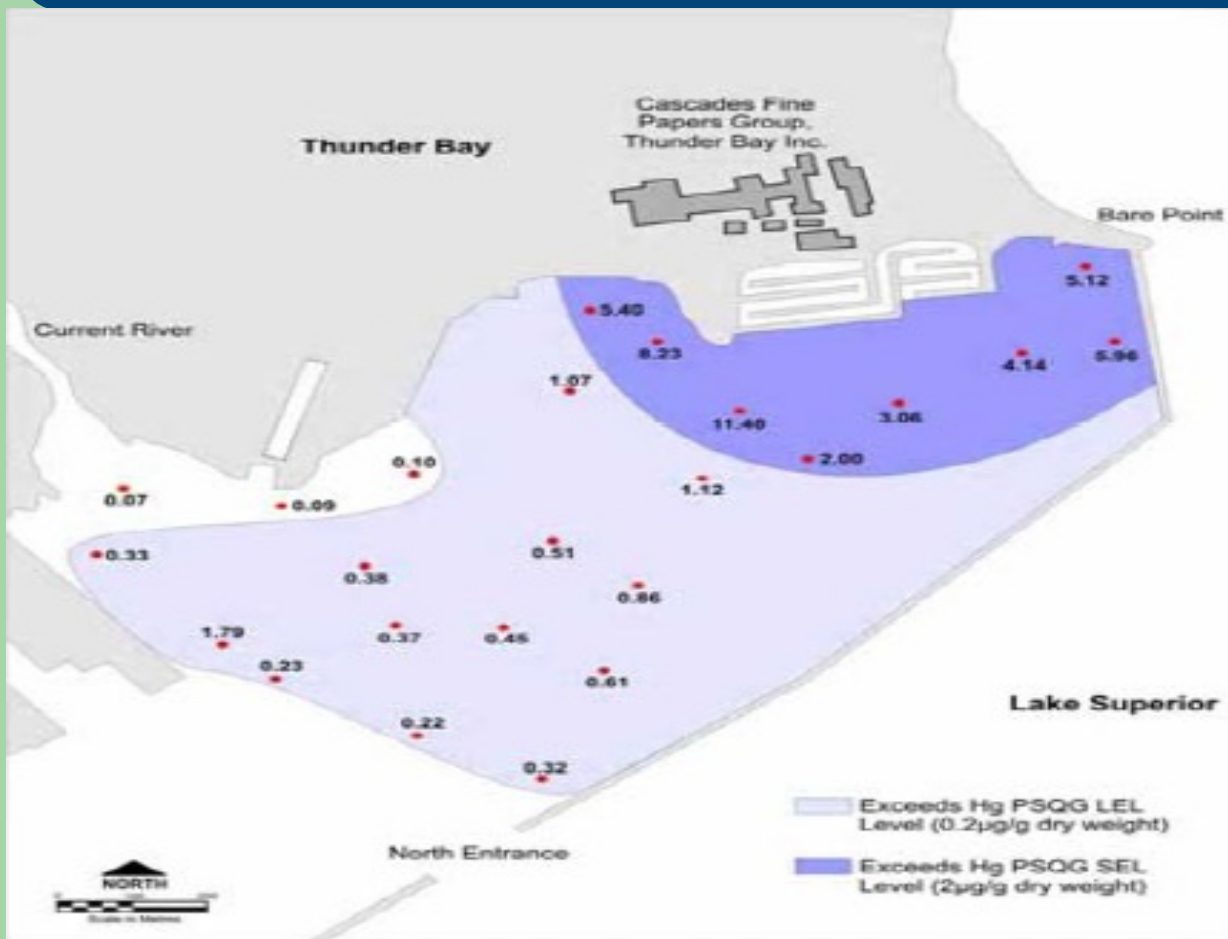 Cascades Fine
Papers Group,
Thunder Bay Inc.
Thunder Bay
Bare Point
5.12
Current River
5.40
8.23
5.96
4.14
1.07
3.06
11.40
2.00
0.10
1.12
0.07
0.09
0.33
0.51
0.38
0.86
1.79
0.37
0.45
0.23
0.61
Lake Superior
0.22
0.32
Exceeds Hg PSQG LEL
Level (0.2µg/g dry weight)
North Entrance
Exceeds Hg PSQG SEL
Level (2µg/g dry weight)
NORTH
Scale in Metres